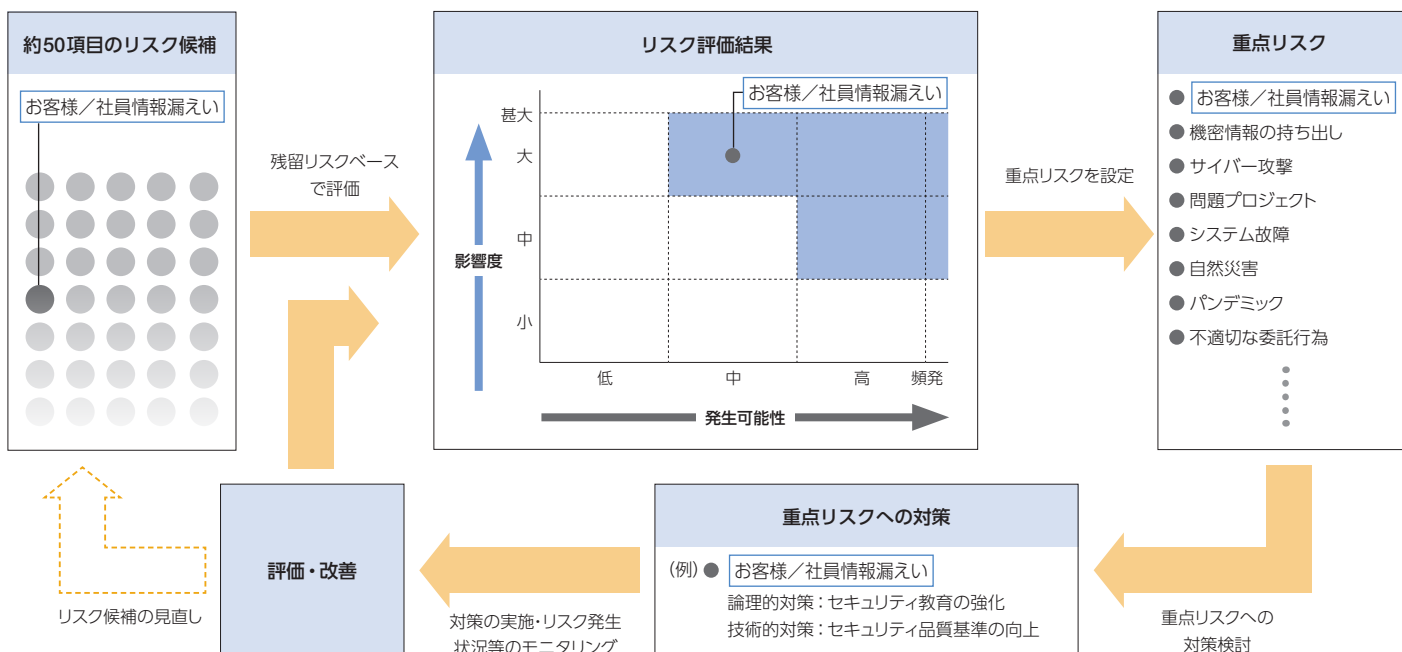 約50項目のリスク候補
お客様／社員情報漏えい
残留リスクベース
で評価
リスク評価結果
お客様／社員情報漏えい
甚大
大
中
影響度
小
低
中
高
頻発
発生可能性
重点リスクを設定
重点リスク
● お客様／社員情報漏えい
● 機密情報の持ち出し
● サイバー攻撃
● 問題プロジェクト
● システム故障
● 自然災害
● パンデミック
● 不適切な委託行為
重点リスクへの
対策検討
重点リスクへの対策
(例) ● お客様／社員情報漏えい
論理的対策：セキュリティ教育の強化
技術的対策：セキュリティ品質基準の向上
対策の実施・リスク発生
状況等のモニタリング
評価・改善
リスク候補の見直し